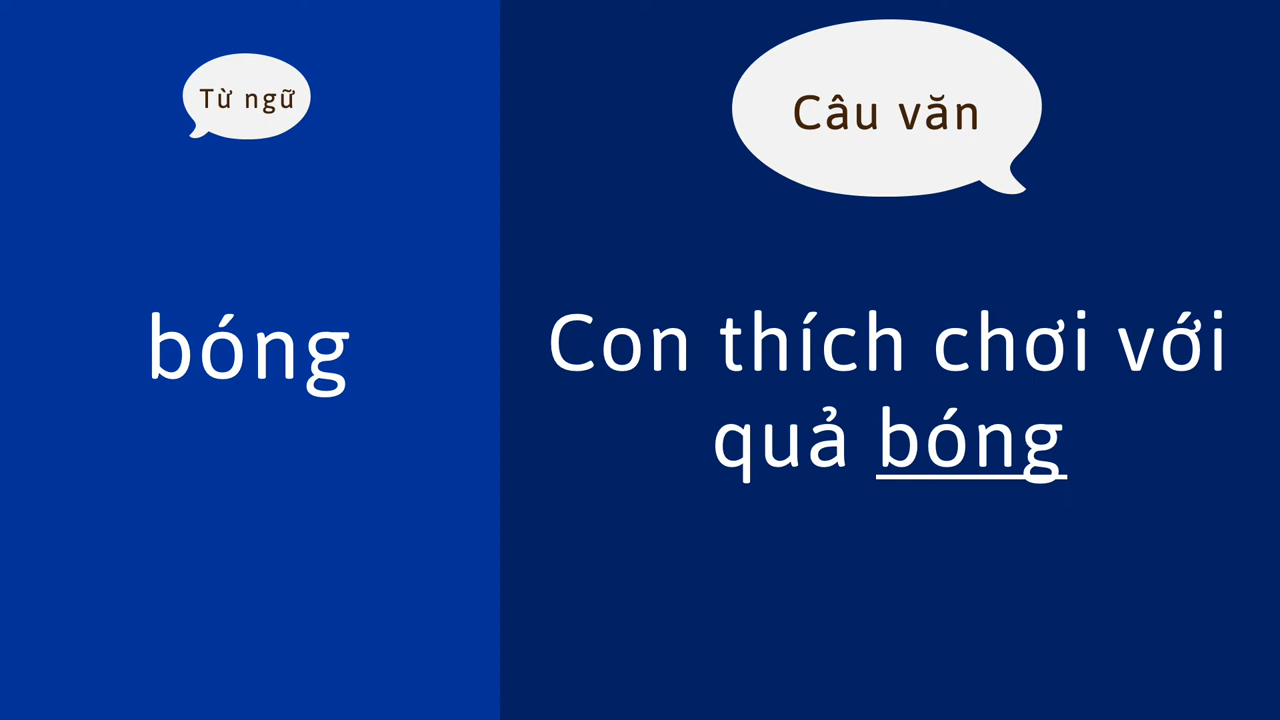 Từ ngữ
bóng
Câu văn
Con thích chơi với
quả bóng